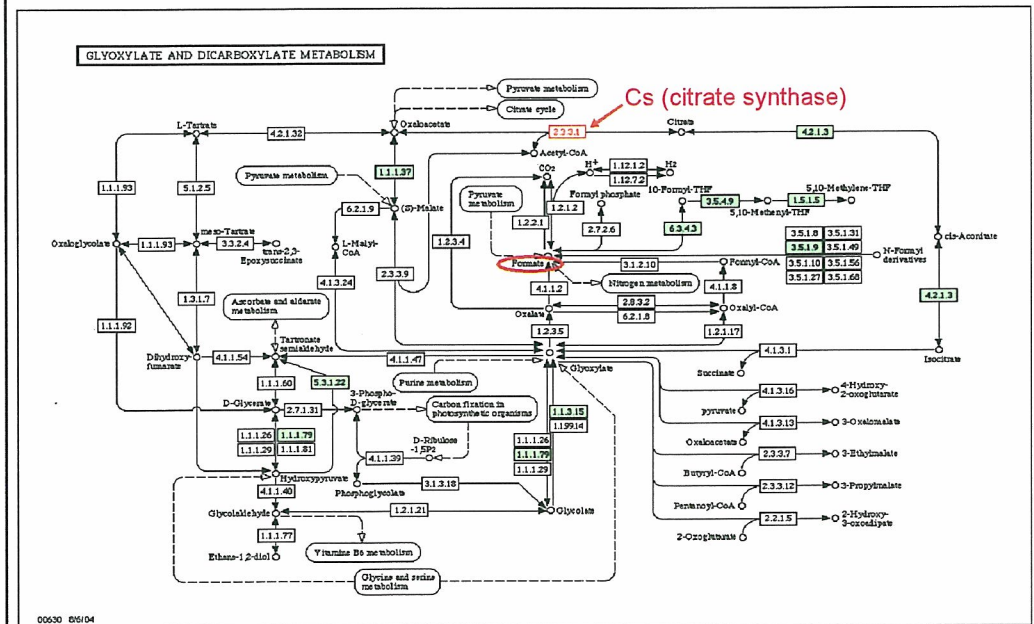 GLYOXYLATE AND DICARBOXYLATE METABOLISM
Pyruvate metabolism
Citrate cycle
Cs (citrate synthase)
L-Tartrate
4.2.1.32
Oxaloacetate
2.3.3.1
Citrate
4.2.1.3
Acetyl-CoA
1.1.1.37
Pyruvate metabolism
CO2
H+
1.12.1.2
1.12.7.2
H2
1.1.1.93
5.1.2.5
Pyruvate
metabolism
1.2.1.2
Formyl phosphate
10-Formyl-THF
3.5.4.9
1.5.1.5
5,10-Methylene-THF
5,10-Methenyl-THF
6.2.1.9
(S)-Malate
1.2.2.1
2.7.2.6
6.3.4.3
1.2.3.4
Oxaloglycolate
1.1.1.93
meso-Tartrate
3.3.2.4
trans-2,3-
Epoxysuccinate
L-Malyl-
CoA
3.5.1.8
3.5.1.31
3.5.1.9
3.5.1.49
3.5.1.10
3.5.1.56
3.5.1.27
3.5.1.68
N-Formyl
derivatives
cis-Aconitate
Formate
3.1.2.10
Formyl-CoA
4.1.3.24
2.3.3.9
Nitrogen metabolism
4.1.1.2
4.1.1.8
1.3.1.7
Ascorbate and aldarate
metabolism
Oxalate
2.8.3.2
6.2.1.8
Oxalyl-CoA
4.2.1.3
1.1.1.92
1.2.3.5
1.2.1.17
Tartronate
semialdehyde
Dihydroxy-
fumarate
4.1.1.54
4.1.1.47
Glyoxylate
4.1.3.1
Isocitrate
Succinate
1.1.1.60
5.3.1.22
Purine metabolism
4.1.3.16
4-Hydroxy-
2-oxoglutarate
pyruvate
D-Glycerate
2.7.1.31
3-Phospho-
D-glycerate
Carbon fixation in
photosynthetic organisms
1.1.3.15
1.1.99.14
4.1.3.13
3-Oxalomalate
Oxaloacetate
1.1.1.26
1.1.1.79
1.1.1.29
1.1.1.81
D-Ribulose
-1,5P2
4.1.1.39
1.1.1.26
1.1.1.79
1.1.1.29
2.3.3.7
3-Ethylmalate
Butyryl-CoA
Hydroxypyruvate
4.1.1.40
Phosphoglycolate
3.1.3.18
2.3.3.12
3-Propylmalate
Pentanoyl-CoA
Glycolaldehyde
1.2.1.21
Glycolate
2.2.1.5
2-Hydroxy-
3-oxoadipate
2-Oxoglutarate
1.1.1.77
Ethane-1,2-diol
Vitamine B6 metabolism
Glycine and serine
metabolism
00630 8/6/04